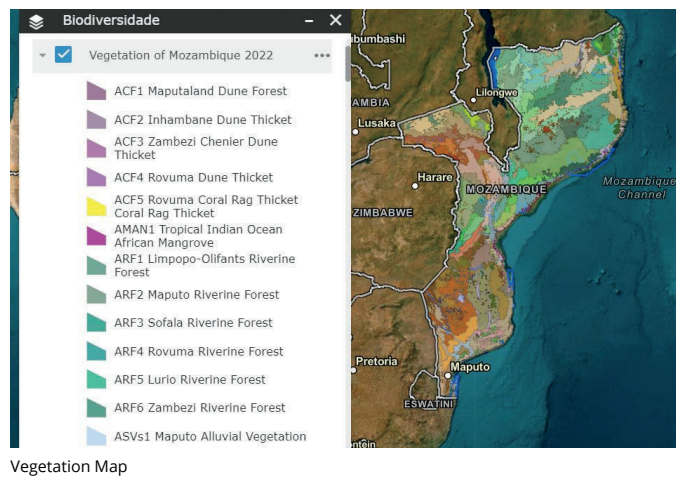 Biodiversidade
Vegetation of Mozambique 2022
ACF1 Maputaland Dune Forest
ACF2 Inhambane Dune Thicket
ACF3 Zambezi Chenier Dune
Thicket
ACF4 Rovuma Dune Thicket
ACF5 Rovuma Coral Rag Thicket
Coral Rag Thicket
AMAN1 Tropical Indian Ocean
African Mangrove
ARF1 Limpopo-Olifants Riverine
Forest
ARF2 Maputo Riverine Forest
ARF3 Sofala Riverine Forest
ARF4 Rovuma Riverine Forest
ARF5 Lurio Riverine Forest
ARF6 Zambezi Riverine Forest
ASVs1 Maputo Alluvial Vegetation
ibumbashi
AMBIA
Lilongwe
Lusaka
Harare
MOZAMBIQUE
Mozambique
Channel
ZIMBABWE
Pretoria
Maputo
ESWATINI
ontein
Vegetation Map